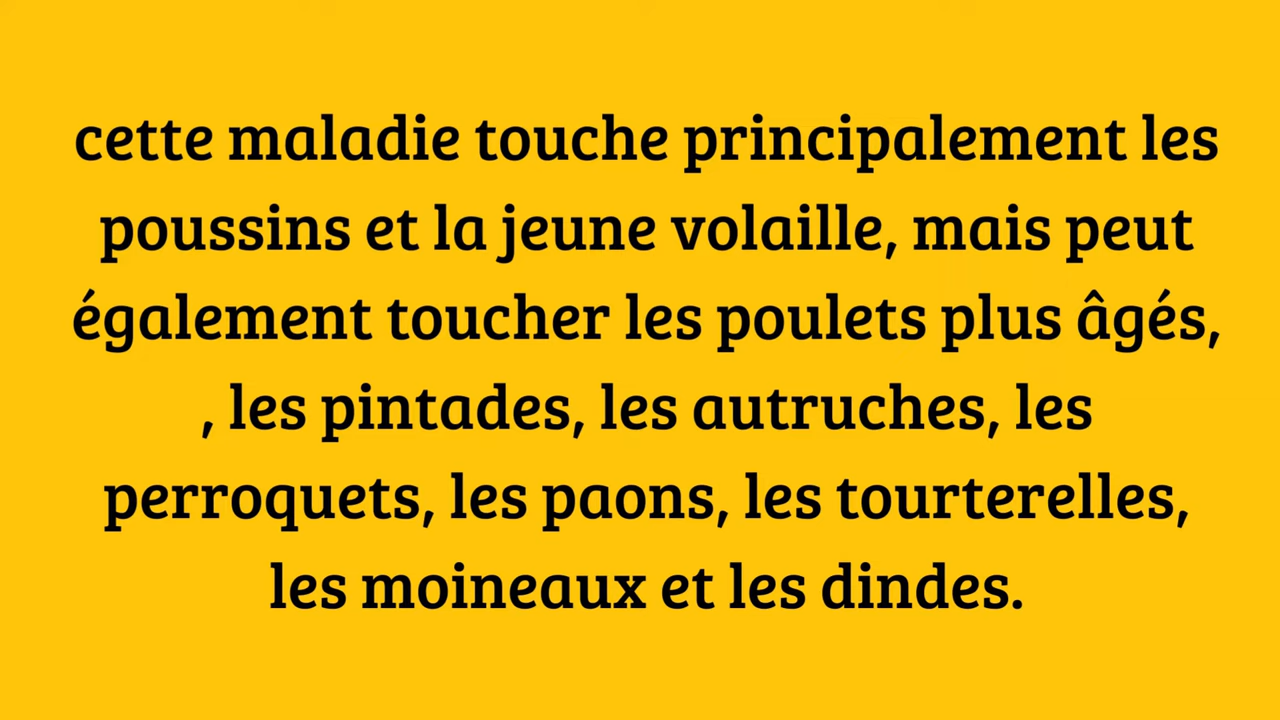 cette maladie touche principalement les
poussins et la jeune volaille, mais peut
également toucher les poulets plus âgés,
, les pintades, les autruches, les
perroquets, les paons, les tourterelles,
les moineaux et les dindes.